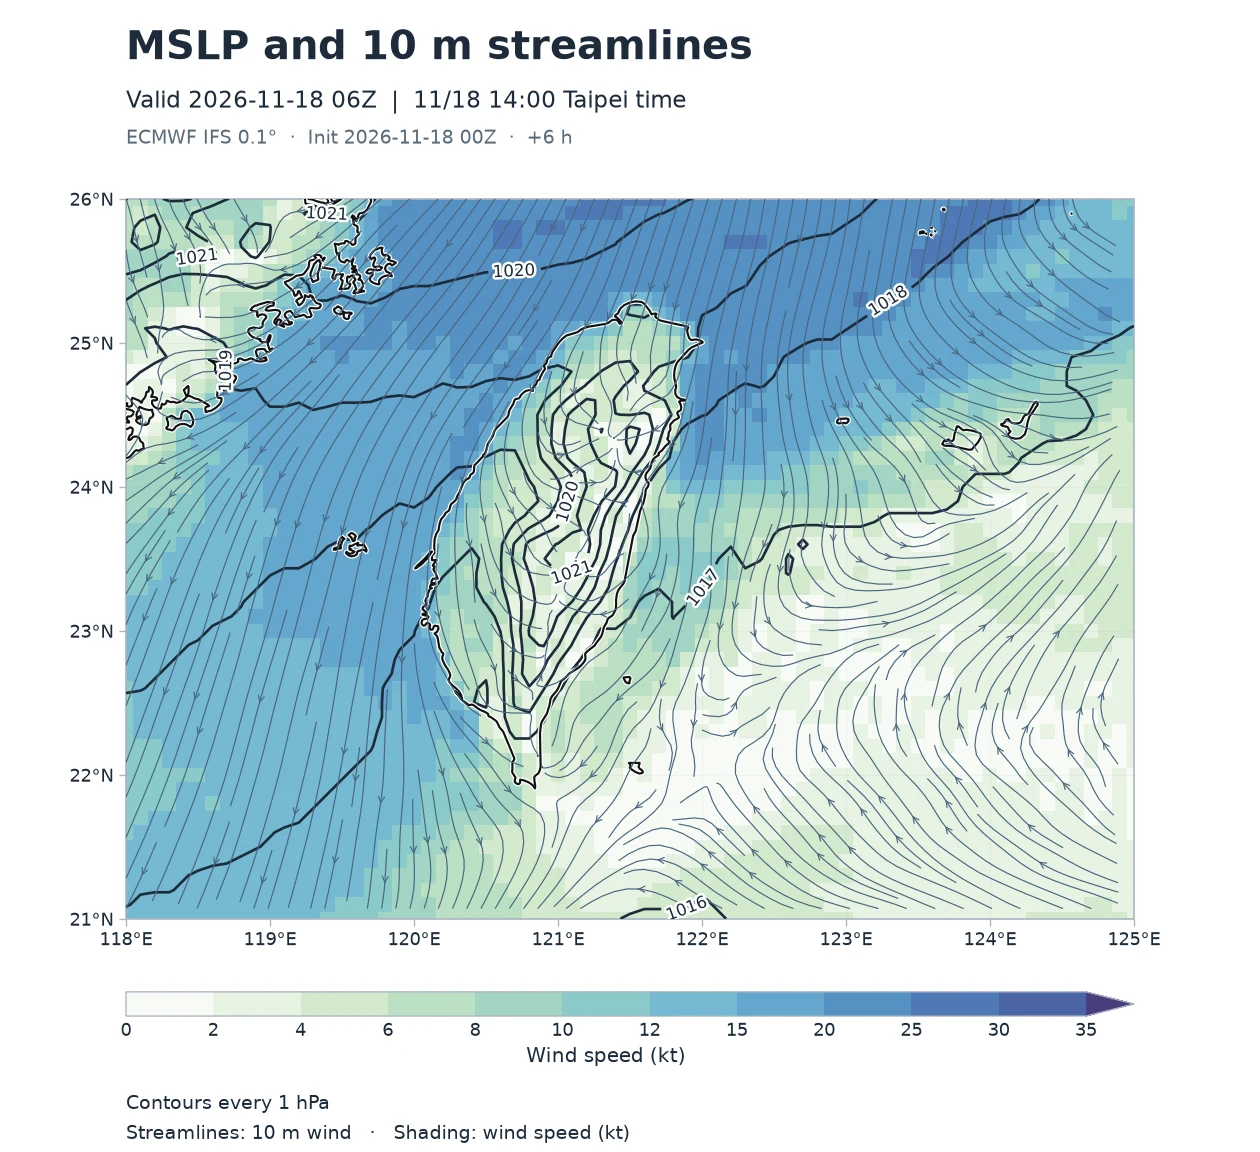 MSLP and 10 m streamlines
Valid 2026-11-18 06Z | 11/18 14:00 Taipei time
ECMWF IFS 0.1° · Init 2026-11-18 00Z · +6 h
26°N
25°N
24°N
23°N
22°N
21°N
1021
1021
1020
1018
1019
1020
1021
1017
1016
118°E 119°E 120°E 121°E 122°E 123°E 124°E 125°E
0 2 4 6 8 10 12 15 20 25 30 35
Wind speed (kt)
Contours every 1 hPa
Streamlines: 10 m wind · Shading: wind speed (kt)